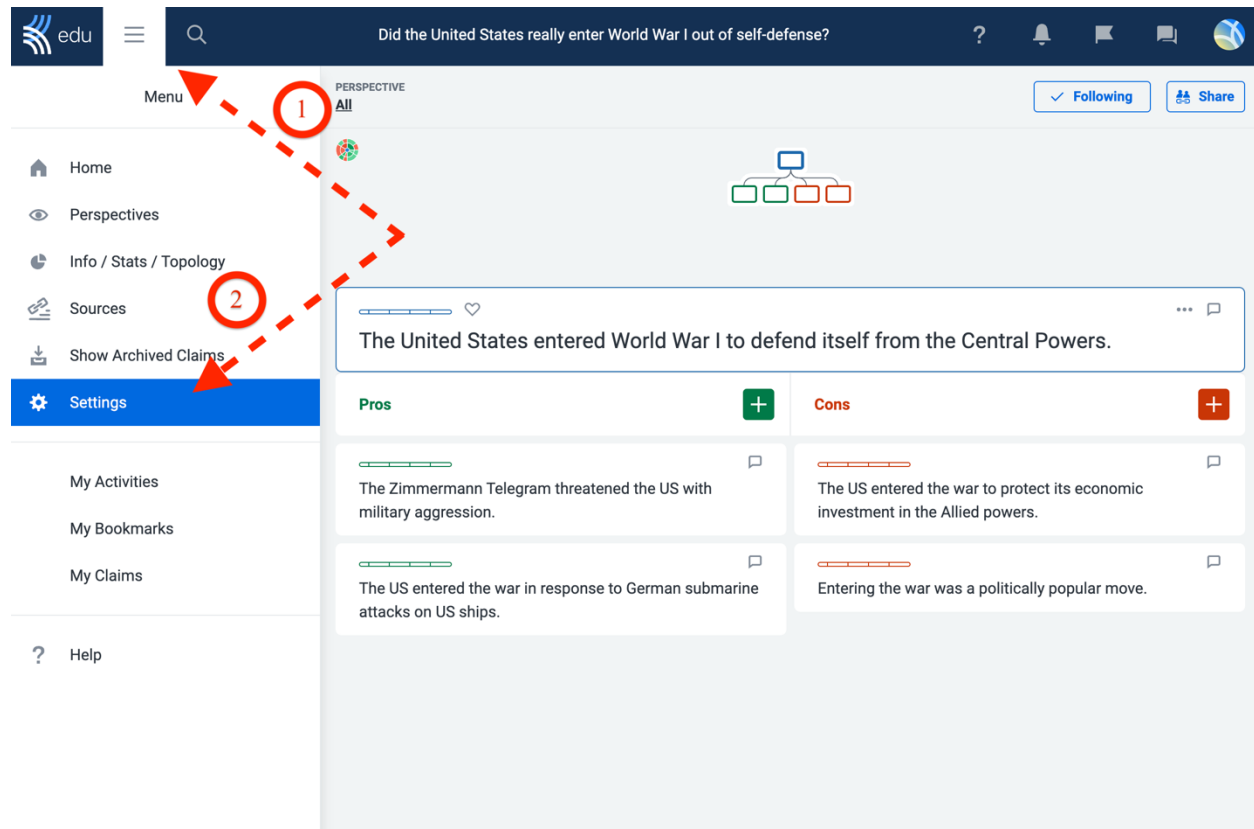 edu
Did the United States really enter World War I out of self-defense?
?
Menu
1
PERSPECTIVE
All
Following
Share
Home
Perspectives
Info / Stats / Topology
2
Sources
Show Archived Claims
Settings
My Activities
My Bookmarks
My Claims
?
Help
The United States entered World War I to defend itself from the Central Powers.
Pros
+
Cons
+
The Zimmermann Telegram threatened the US with
military aggression.
The US entered the war to protect its economic
investment in the Allied powers.
The US entered the war in response to German submarine
attacks on US ships.
Entering the war was a politically popular move.